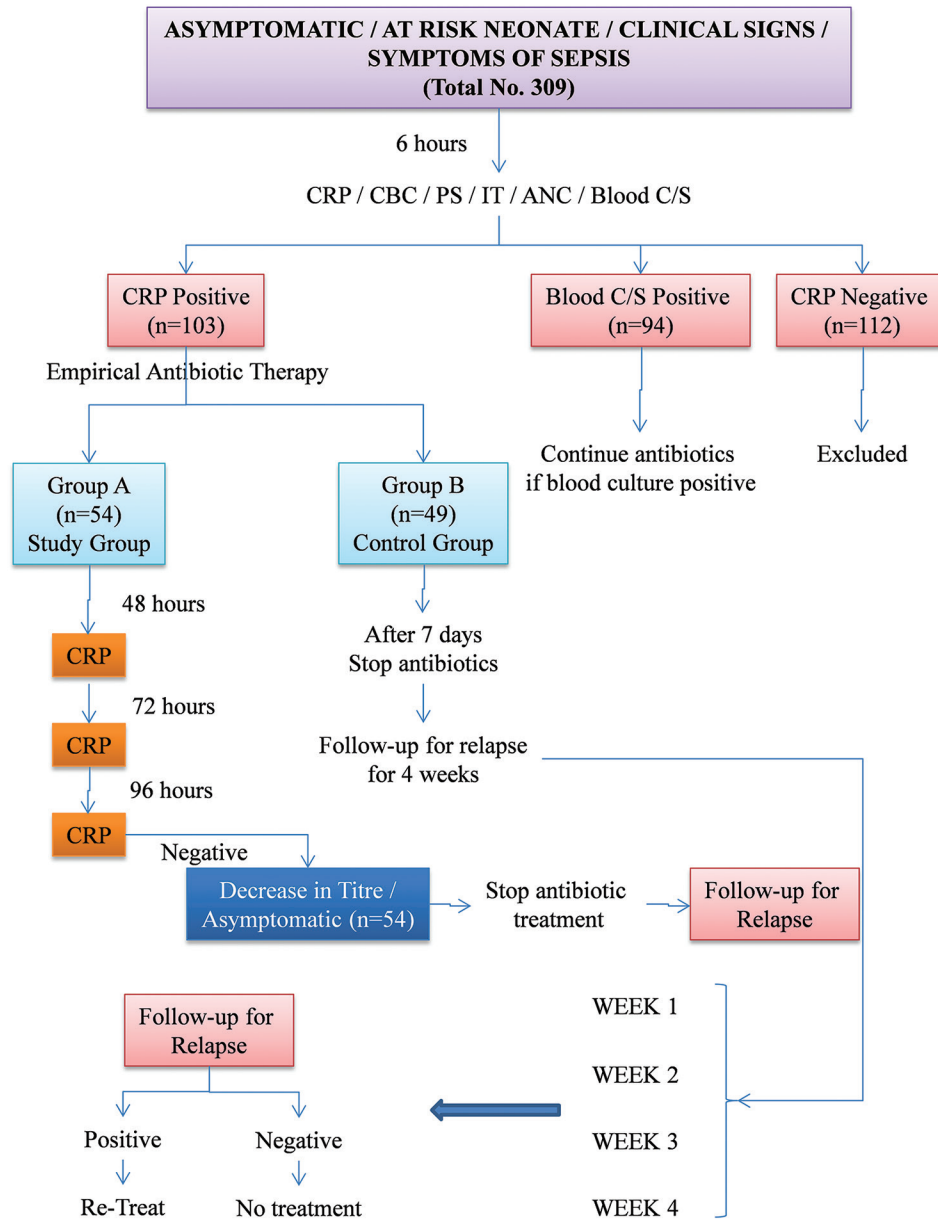 ASYMPTOMATIC / AT RISK NEONATE / CLINICAL SIGNS /
SYMPTOMS OF SEPSIS
(Total No. 309)
6 hours
CRP / CBC / PS / IT / ANC / Blood C/S
CRP Positive
(n=103)
Blood C/S Positive
(n=94)
CRP Negative
(n=112)
Empirical Antibiotic Therapy
Continue antibiotics
if blood culture positive
Excluded
Group A
(n=54)
Study Group
Group B
(n=49)
Control Group
48 hours
CRP
72 hours
CRP
96 hours
CRP
After 7 days
Stop antibiotics
Follow-up for relapse
for 4 weeks
Negative
Decrease in Titre /
Asymptomatic (n=54)
Stop antibiotic
treatment
Follow-up for
Relapse
WEEK 1
WEEK 2
WEEK 3
WEEK 4
Follow-up for
Relapse
Positive
Negative
Re-Treat
No treatment